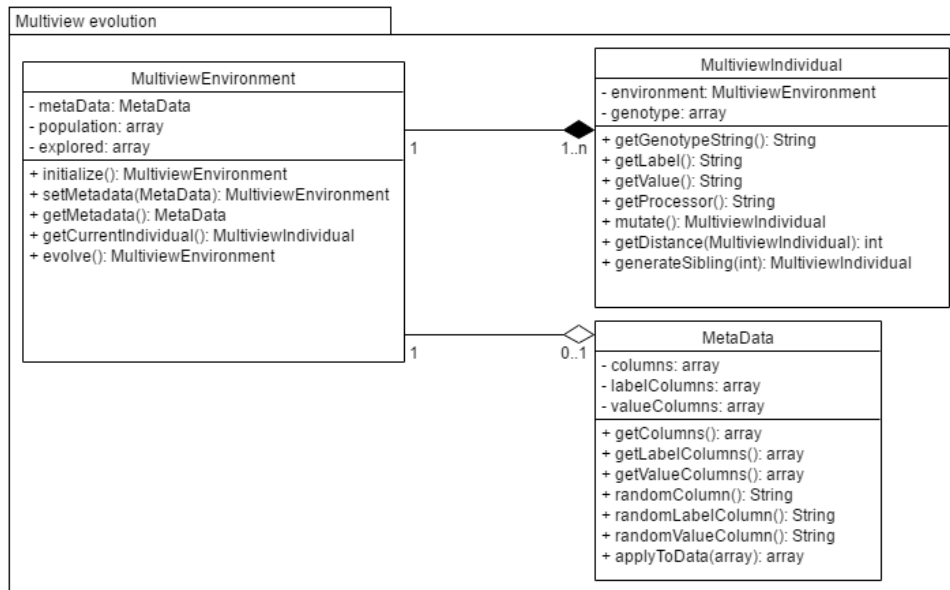 Multiview evolution
MultiviewEnvironment
- metaData: MetaData
- population: array
- explored: array
+ initialize(): MultiviewEnvironment
+ setMetadata(MetaData): MultiviewEnvironment
+ getMetadata(): MetaData
+ getCurrentIndividual(): MultiviewIndividual
+ evolve(): MultiviewEnvironment
1
1..n
MultiviewIndividual
- environment: MultiviewEnvironment
- genotype: array
+ getGenotypeString(): String
+ getLabel(): String
+ getValue(): String
+ getProcessor(): String
+ mutate(): MultiviewIndividual
+ getDistance(MultiviewIndividual): int
+ generateSibling(int): MultiviewIndividual
1
0..1
MetaData
- columns: array
- labelColumns: array
- valueColumns: array
+ getColumns(): array
+ getLabelColumns(): array
+ getValueColumns(): array
+ randomColumn(): String
+ randomLabelColumn(): String
+ randomValueColumn(): String
+ applyToData(array): array